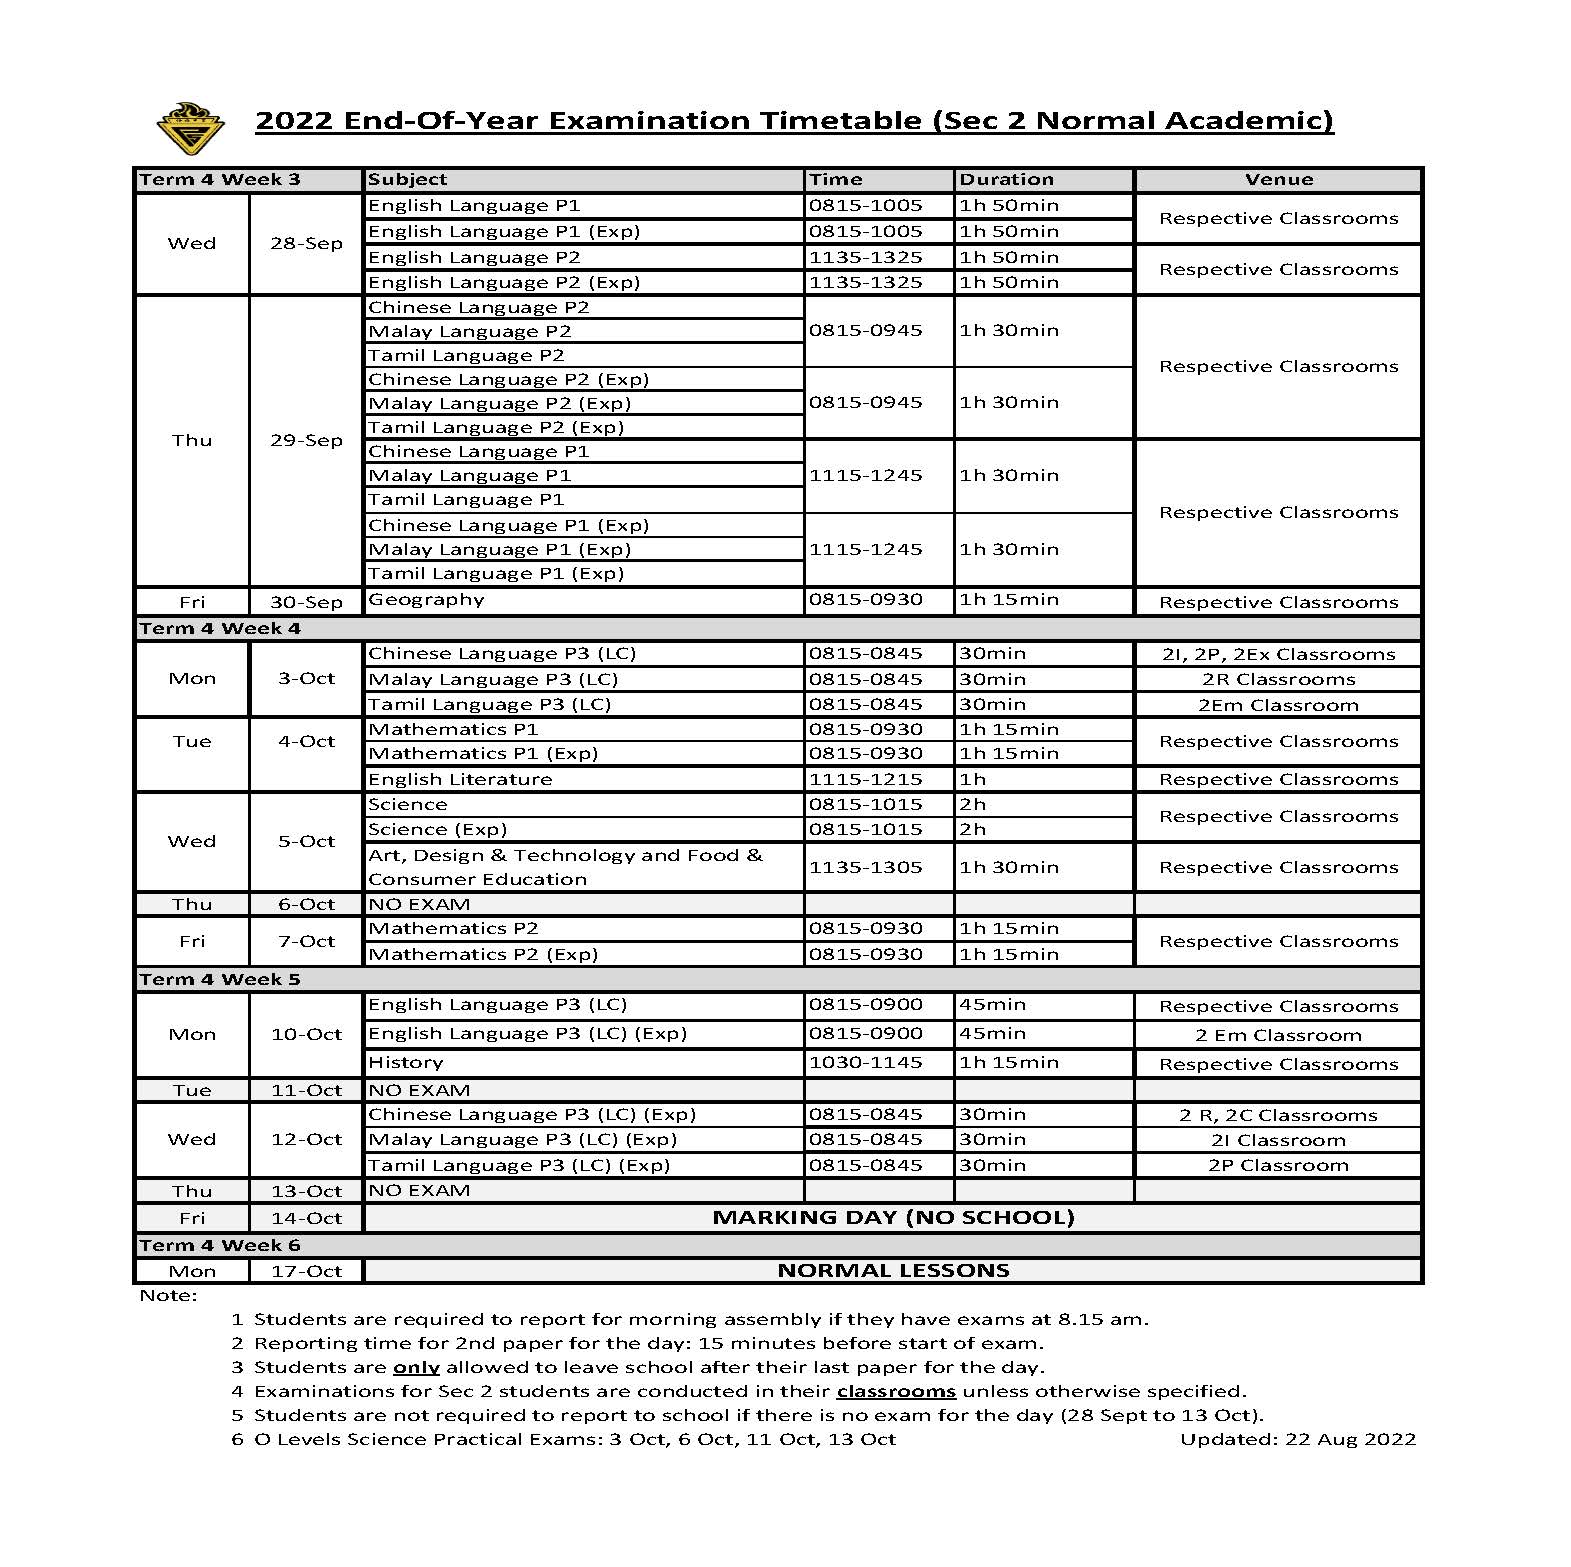 2022 End-Of-Year Examination Timetable (Sec 2 Normal Academic)
Term 4 Week 3 Subject Time Duration Venue
Wed 28-Sep
English Language P1 0815-1005 1h 50min Respective Classrooms
English Language P1 (Exp) 0815-1005 1h 50min
English Language P2 1135-1325 1h 50min Respective Classrooms
English Language P2 (Exp) 1135-1325 1h 50min
Thu 29-Sep
Chinese Language P2
Malay Language P2 0815-0945 1h 30min
Tamil Language P2
Respective Classrooms
Chinese Language P2 (Exp)
Malay Language P2 (Exp) 0815-0945 1h 30min
Tamil Language P2 (Exp)
Chinese Language P1
Malay Language P1 1115-1245 1h 30min
Tamil Language P1
Respective Classrooms
Chinese Language P1 (Exp)
Malay Language P1 (Exp) 1115-1245 1h 30min
Tamil Language P1 (Exp)
Fri 30-Sep Geography 0815-0930 1h 15min Respective Classrooms
Term 4 Week 4
Mon 3-Oct
Chinese Language P3 (LC) 0815-0845 30min 2I, 2P, 2Ex Classrooms
Malay Language P3 (LC) 0815-0845 30min 2R Classrooms
Tamil Language P3 (LC) 0815-0845 30min 2Em Classroom
Tue 4-Oct
Mathematics P1 0815-0930 1h 15min Respective Classrooms
Mathematics P1 (Exp) 0815-0930 1h 15min
English Literature 1115-1215 1h Respective Classrooms
Wed 5-Oct
Science 0815-1015 2h Respective Classrooms
Science (Exp) 0815-1015 2h
Art, Design & Technology and Food &
Consumer Education 1135-1305 1h 30min Respective Classrooms
Thu 6-Oct NO EXAM
Fri 7-Oct
Mathematics P2 0815-0930 1h 15min Respective Classrooms
Mathematics P2 (Exp) 0815-0930 1h 15min
Term 4 Week 5
Mon 10-Oct
English Language P3 (LC) 0815-0900 45min Respective Classrooms
English Language P3 (LC) (Exp) 0815-0900 45min 2 Em Classroom
History 1030-1145 1h 15min Respective Classrooms
Tue 11-Oct NO EXAM
Wed 12-Oct
Chinese Language P3 (LC) (Exp) 0815-0845 30min 2 R, 2C Classrooms
Malay Language P3 (LC) (Exp) 0815-0845 30min 2I Classroom
Tamil Language P3 (LC) (Exp) 0815-0845 30min 2P Classroom
Thu 13-Oct NO EXAM
Fri 14-Oct MARKING DAY (NO SCHOOL)
Term 4 Week 6
Mon 17-Oct NORMAL LESSONS
Note:
1 Students are required to report for morning assembly if they have exams at 8.15 am.
2 Reporting time for 2nd paper for the day: 15 minutes before start of exam.
3 Students are only allowed to leave school after their last paper for the day.
4 Examinations for Sec 2 students are conducted in their classrooms unless otherwise specified.
5 Students are not required to report to school if there is no exam for the day (28 Sept to 13 Oct).
6 O Levels Science Practical Exams: 3 Oct, 6 Oct, 11 Oct, 13 Oct Updated: 22 Aug 2022